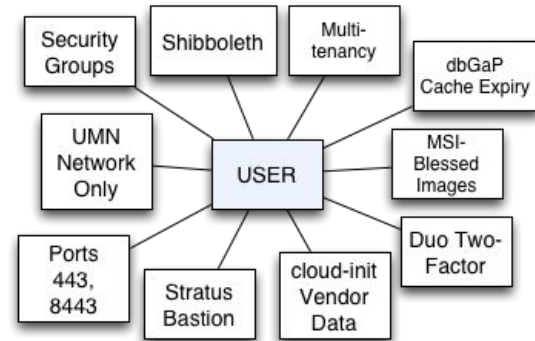 Security
Groups
Shibboleth
Multi-
tenancy
dbGaP
Cache Expiry
UMN
Network
Only
USER
MSI-
Blessed
Images
Ports
443,
8443
Stratus
Bastion
cloud-init
Vendor
Data
Duo Two-
Factor